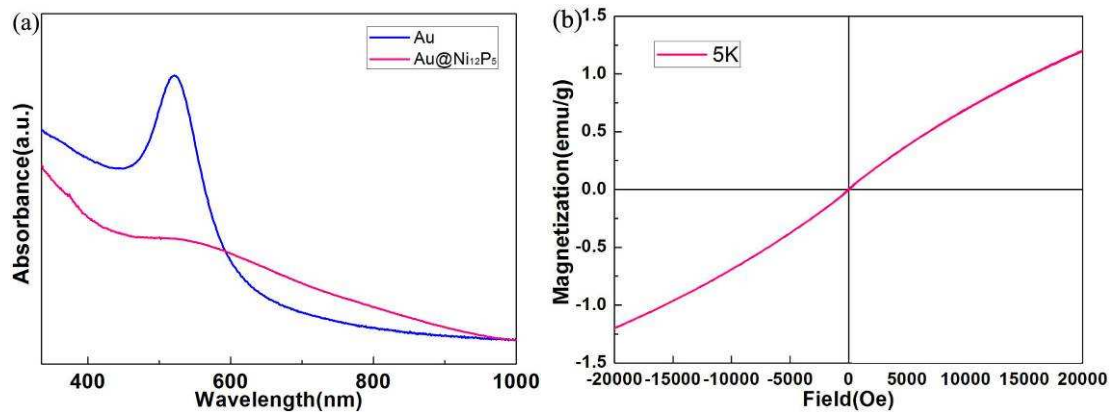 (a)
Au
Au@Ni₁₂P₅
Absorbance(a.u.)
400
600
800
1000
Wavelength(nm)
(b)
5K
Magnetization(emu/g)
1.5
1.0
0.5
0.0
-0.5
-1.0
-1.5
-20000 -15000 -10000 -5000 0 5000 10000 15000 20000
Field(Oe)